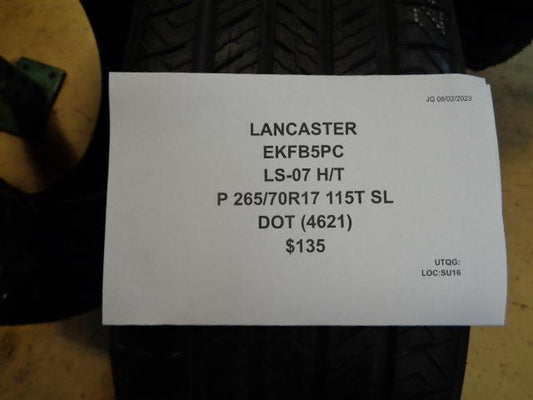 JG 08/02/2023
LANCASTER
EKFB5PC
LS-07 H/T
P 265/70R17 115T SL
DOT (4621)
$135
UTQG:
LOC:SU16